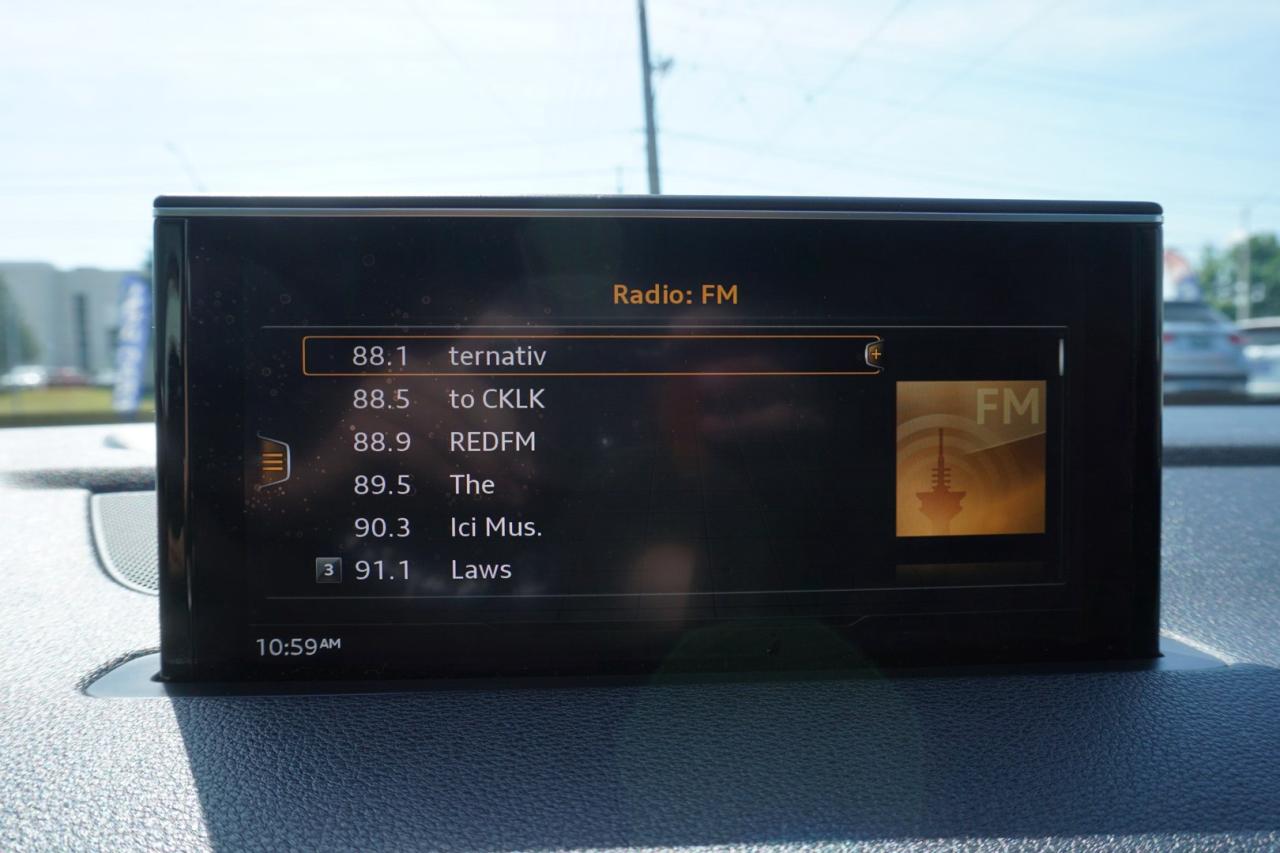 Radio: FM
88.1 ternativ
88.5 to CKLK
FM
88.9 REDFM
89.5 The
90.3 Ici Mus.
3 91.1 Laws
10:59AM